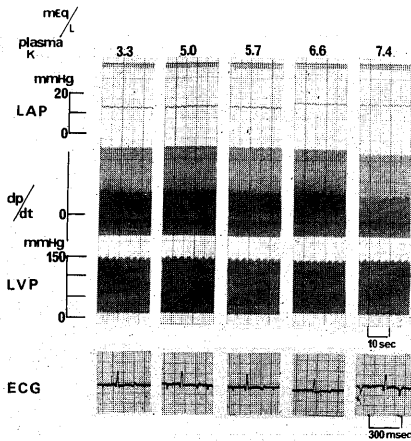 mEq/L
plasma K 3.3 5.0 5.7 6.6 7.4
mmHg
20
LAP
0
dp/dt
0
mmHg
150
LVP
0
10 sec
ECG
300 msec